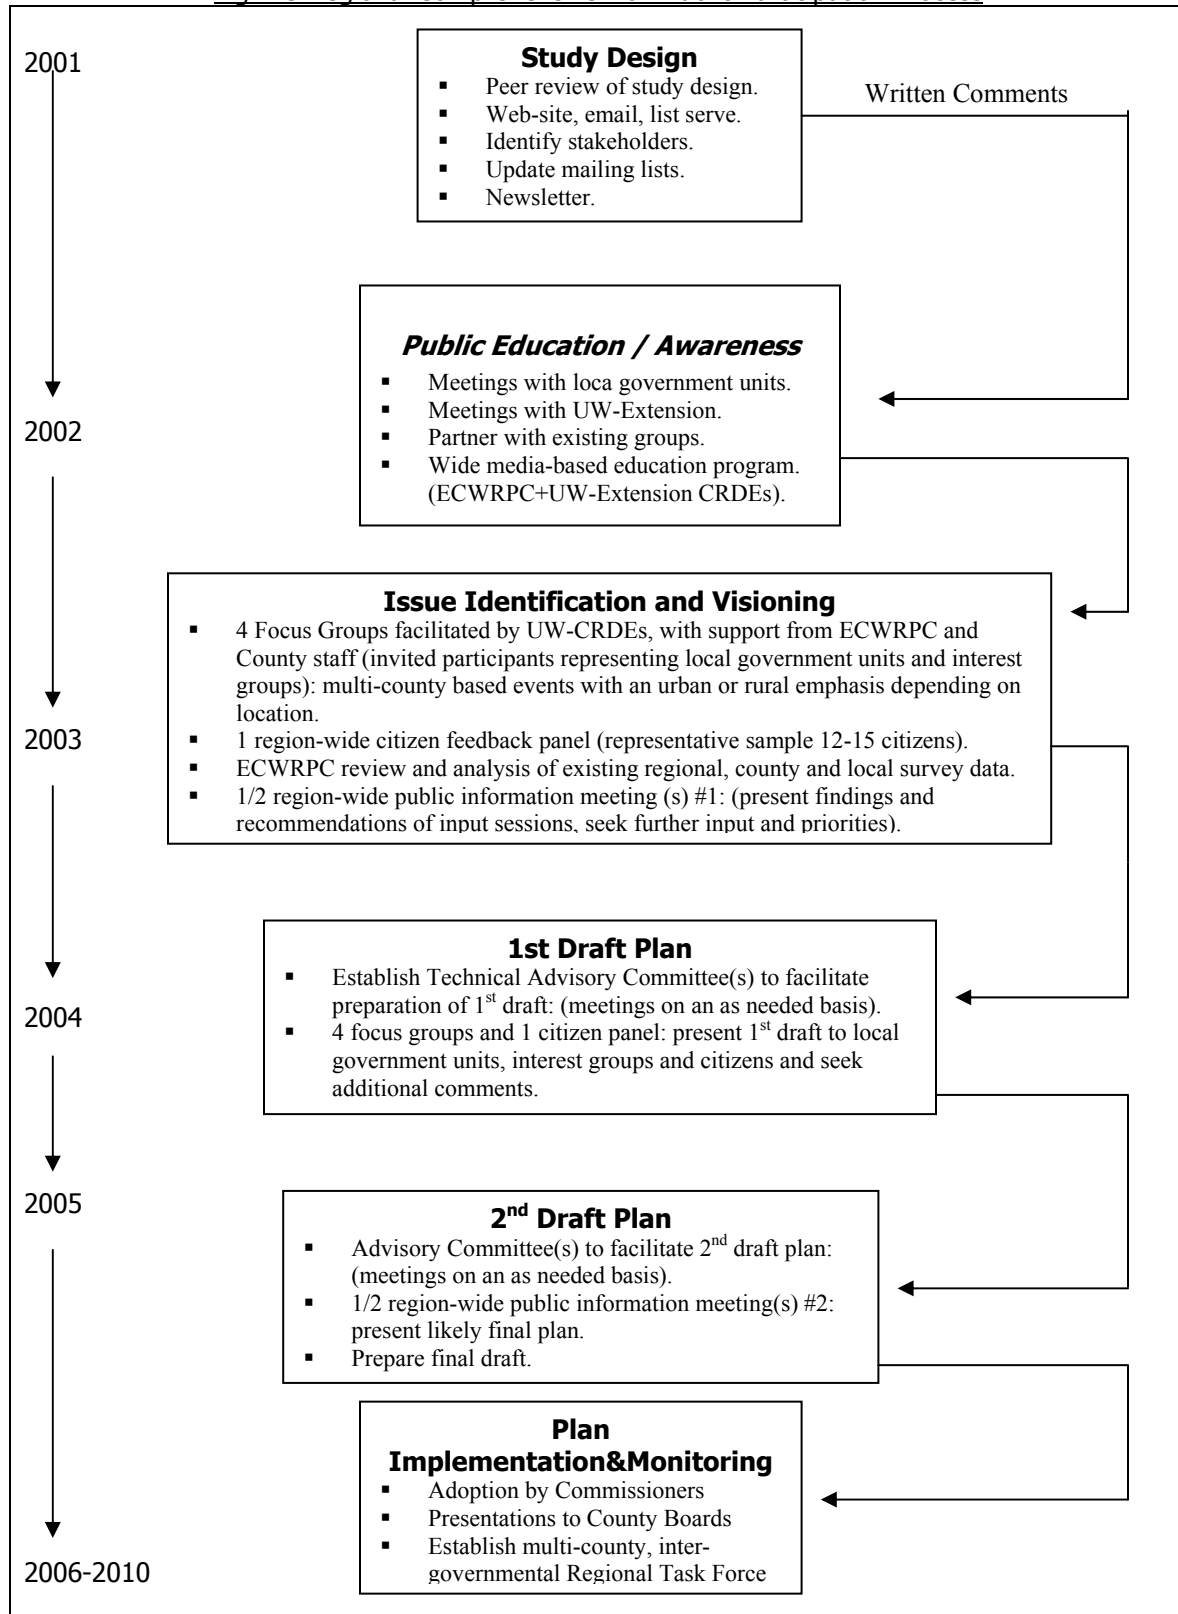 2001
Study Design
▪ Peer review of study design.
▪ Web-site, email, list serve.
▪ Identify stakeholders.
▪ Update mailing lists.
▪ Newsletter.
Written Comments
Public Education / Awareness
▪ Meetings with loca government units.
▪ Meetings with UW-Extension.
▪ Partner with existing groups.
▪ Wide media-based education program.
(ECWRPC+UW-Extension CRDEs).
2002
Issue Identification and Visioning
▪ 4 Focus Groups facilitated by UW-CRDEs, with support from ECWRPC and
County staff (invited participants representing local government units and interest
groups): multi-county based events with an urban or rural emphasis depending on
location.
▪ 1 region-wide citizen feedback panel (representative sample 12-15 citizens).
▪ ECWRPC review and analysis of existing regional, county and local survey data.
▪ 1/2 region-wide public information meeting (s) #1: (present findings and
recommendations of input sessions, seek further input and priorities).
2003
1st Draft Plan
▪ Establish Technical Advisory Committee(s) to facilitate
preparation of 1st draft: (meetings on an as needed basis).
▪ 4 focus groups and 1 citizen panel: present 1st draft to local
government units, interest groups and citizens and seek
additional comments.
2004
2nd Draft Plan
▪ Advisory Committee(s) to facilitate 2nd draft plan:
(meetings on an as needed basis).
▪ 1/2 region-wide public information meeting(s) #2:
present likely final plan.
▪ Prepare final draft.
2005
Plan
Implementation&Monitoring
▪ Adoption by Commissioners
▪ Presentations to County Boards
▪ Establish multi-county, inter-
governmental Regional Task Force
2006-2010